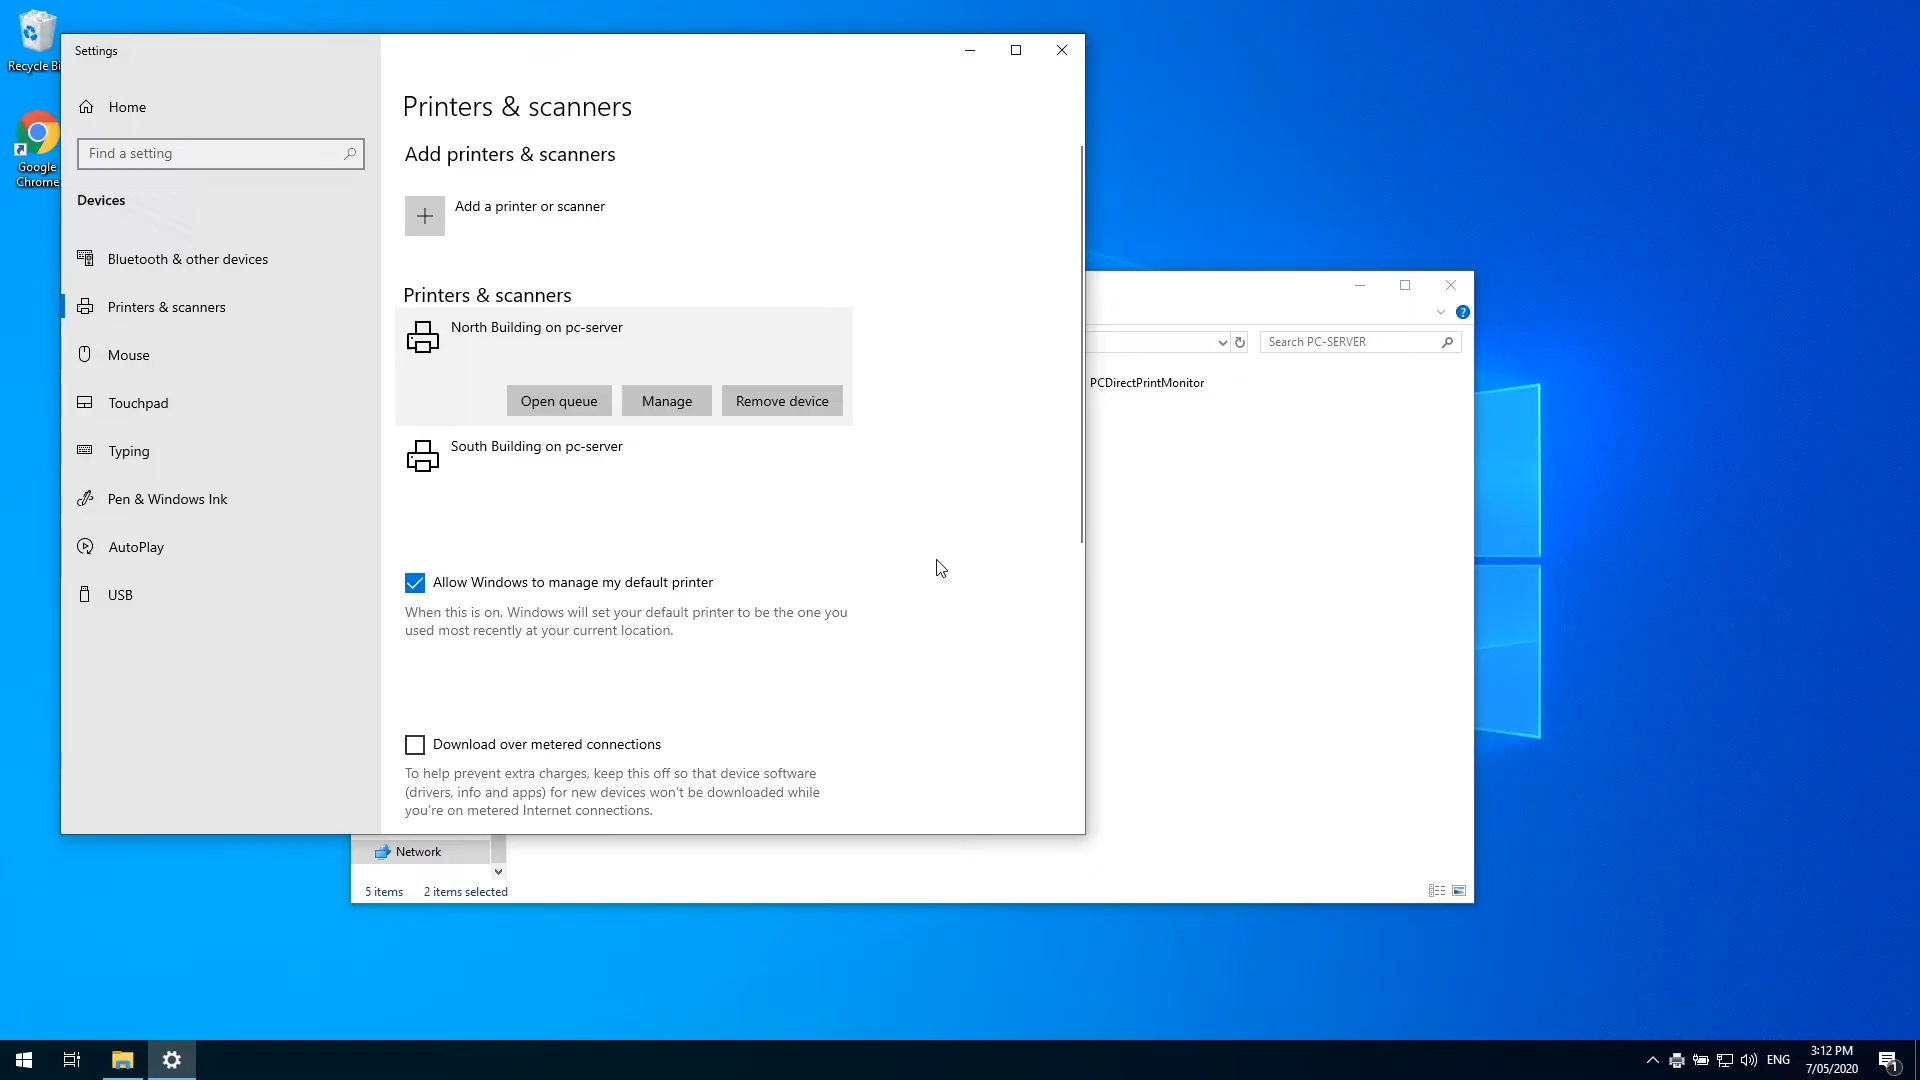 Recycle Bi
Google
Chrome
Settings
Home
Find a setting
Devices
Bluetooth & other devices
Printers & scanners
Mouse
Touchpad
Typing
Pen & Windows Ink
AutoPlay
USB
Printers & scanners
Add printers & scanners
Add a printer or scanner
Printers & scanners
North Building on pc-server
Open queue
Manage
Remove device
South Building on pc-server
Allow Windows to manage my default printer
When this is on, Windows will set your default printer to be the one you
used most recently at your current location.
Download over metered connections
To help prevent extra charges, keep this off so that device software
(drivers, info and apps) for new devices won't be downloaded while
you're on metered Internet connections.
?
Search PC-SERVER
PCDirectPrintMonitor
Network
5 items
2 items selected
ENG
3:12 PM
7/05/2020
1